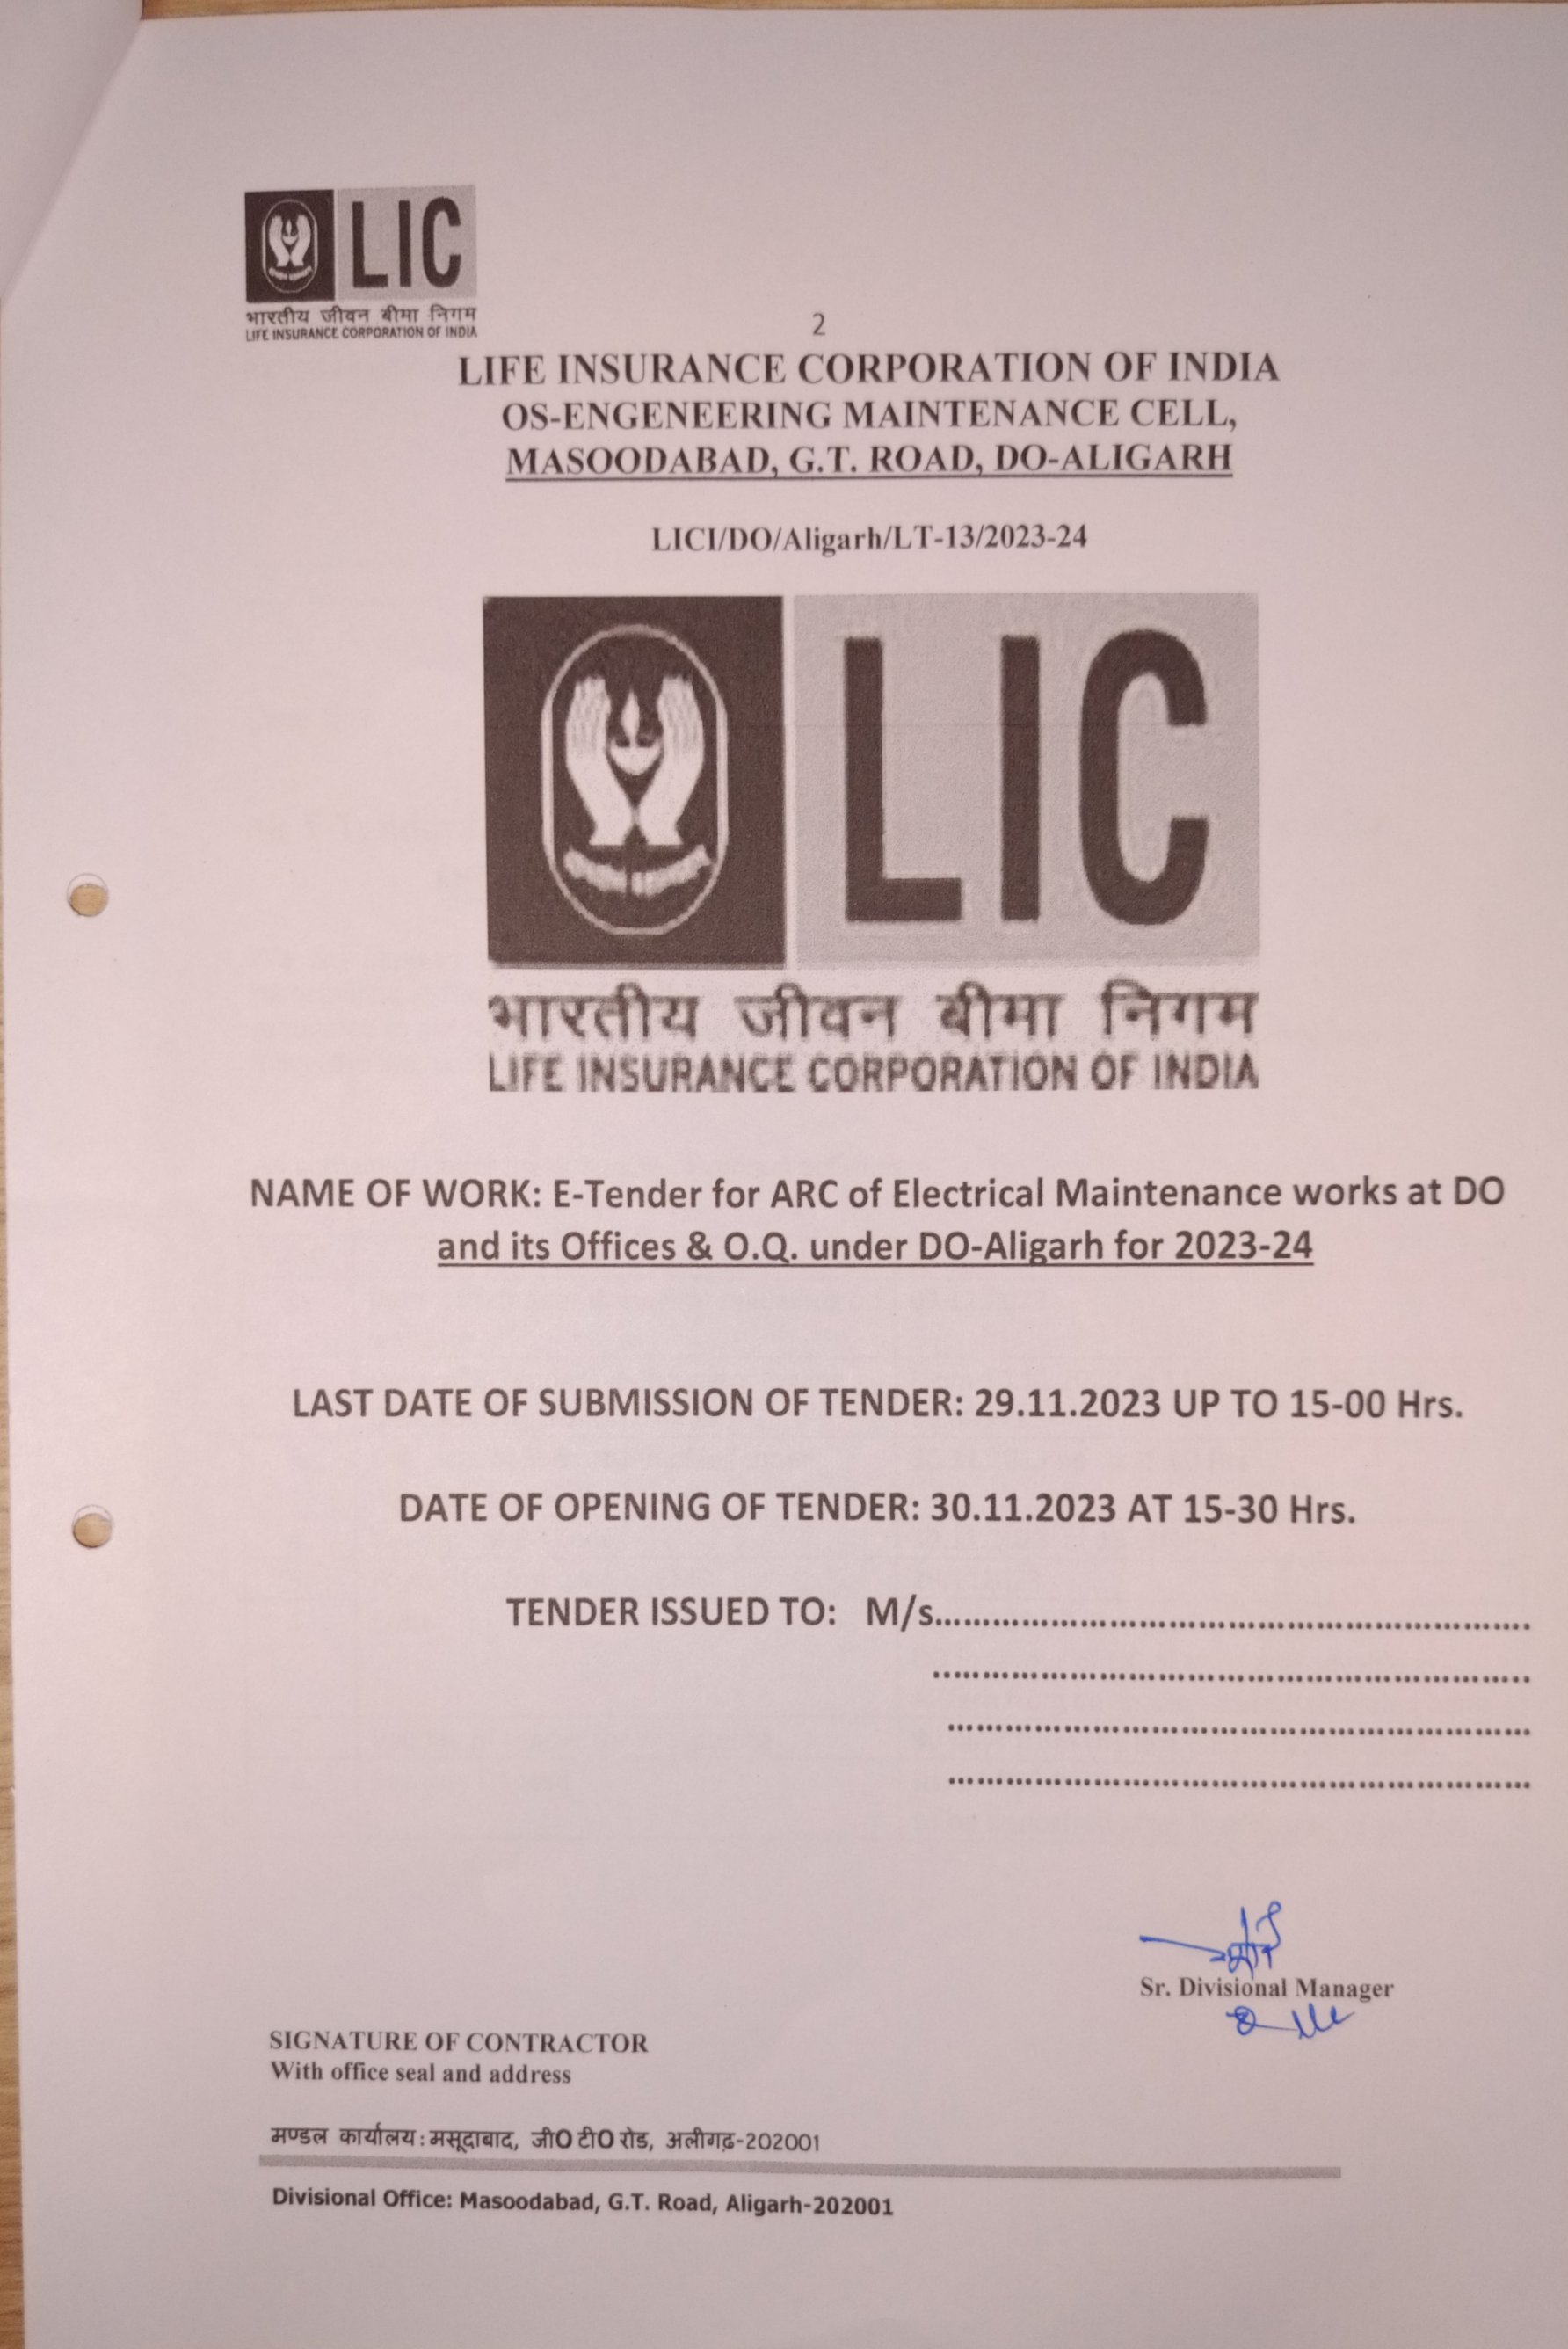 LIC
भारतीय जीवन बीमा निगम
LIFE INSURANCE CORPORATION OF INDIA
2
LIFE INSURANCE CORPORATION OF INDIA
OS-ENGENEERING MAINTENANCE CELL,
MASOODABAD, G.T. ROAD, DO-ALIGARH
LICI/DO/Aligarh/LT-13/2023-24
LIC
भारतीय जीवन बीमा निगम
LIFE INSURANCE CORPORATION OF INDIA
NAME OF WORK: E-Tender for ARC of Electrical Maintenance works at DO
and its Offices & O.Q. under DO-Aligarh for 2023-24
LAST DATE OF SUBMISSION OF TENDER: 29.11.2023 UP TO 15-00 Hrs.
DATE OF OPENING OF TENDER: 30.11.2023 AT 15-30 Hrs.
TENDER ISSUED TO: M/s.......................................................................
.......................................................................
.....................................................................
.....................................................................
Sr. Divisional Manager
SIGNATURE OF CONTRACTOR
With office seal and address
मण्डल कार्यालय: मसूदाबाद, जी0 टी0 रोड, अलीगढ़-202001
Divisional Office: Masoodabad, G.T. Road, Aligarh-202001